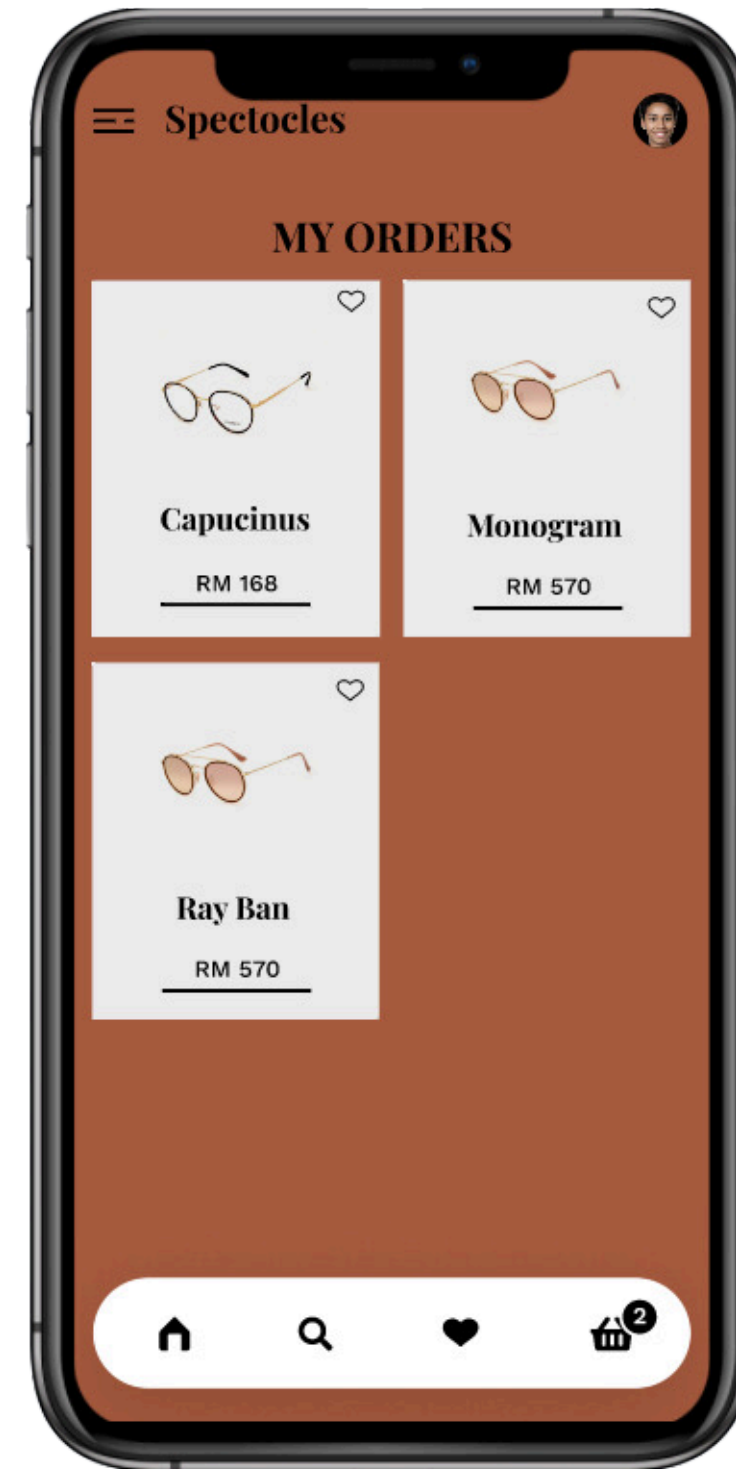 Spectocles
MY ORDERS
Capucinus
RM 168
Monogram
RM 570
Ray Ban
RM 570
2